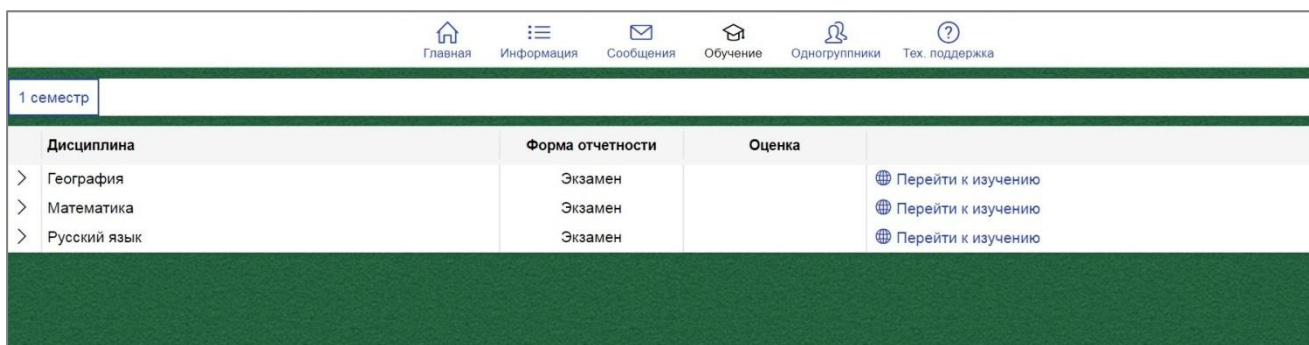 Главная Информация Сообщения Обучение Одногруппники Тех. поддержка
1 семестр
Дисциплина Форма отчетности Оценка
География Экзамен Перейти к изучению
Математика Экзамен Перейти к изучению
Русский язык Экзамен Перейти к изучению